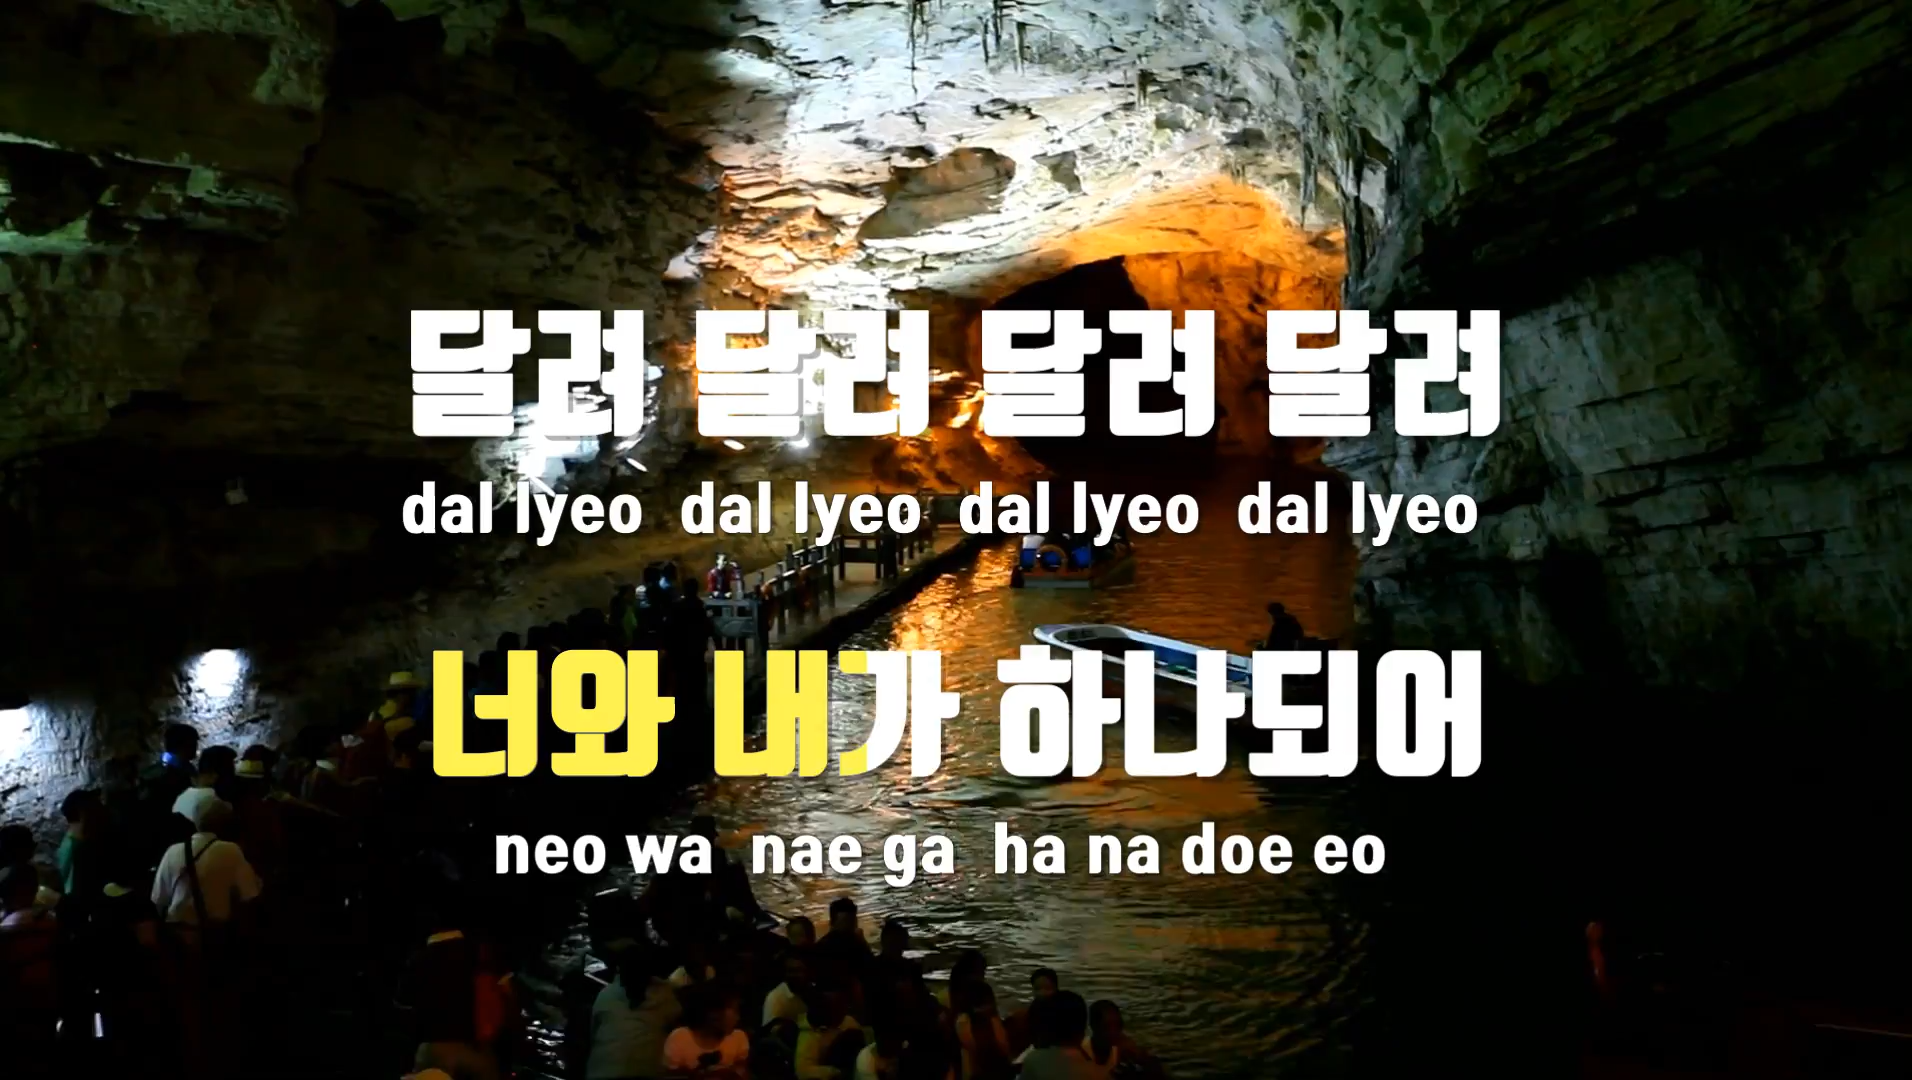 달려 달려 달려 달려
dal lyeo dal lyeo dal lyeo dal lyeo
너와 내가 하나되어
neo wa nae ga ha na doe eo